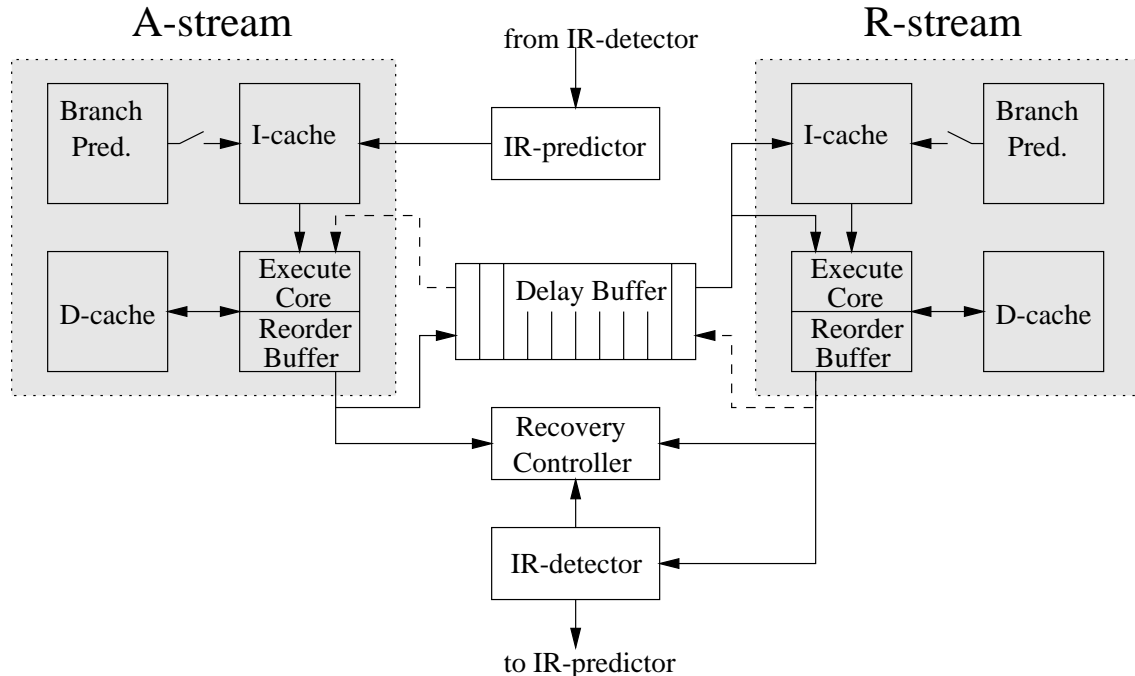 A-stream
R-stream
from IR-detector
Branch
Pred.
I-cache
IR-predictor
I-cache
Branch
Pred.
D-cache
Execute
Core
Reorder
Buffer
Delay Buffer
Execute
Core
Reorder
Buffer
D-cache
Recovery
Controller
IR-detector
to IR-predictor